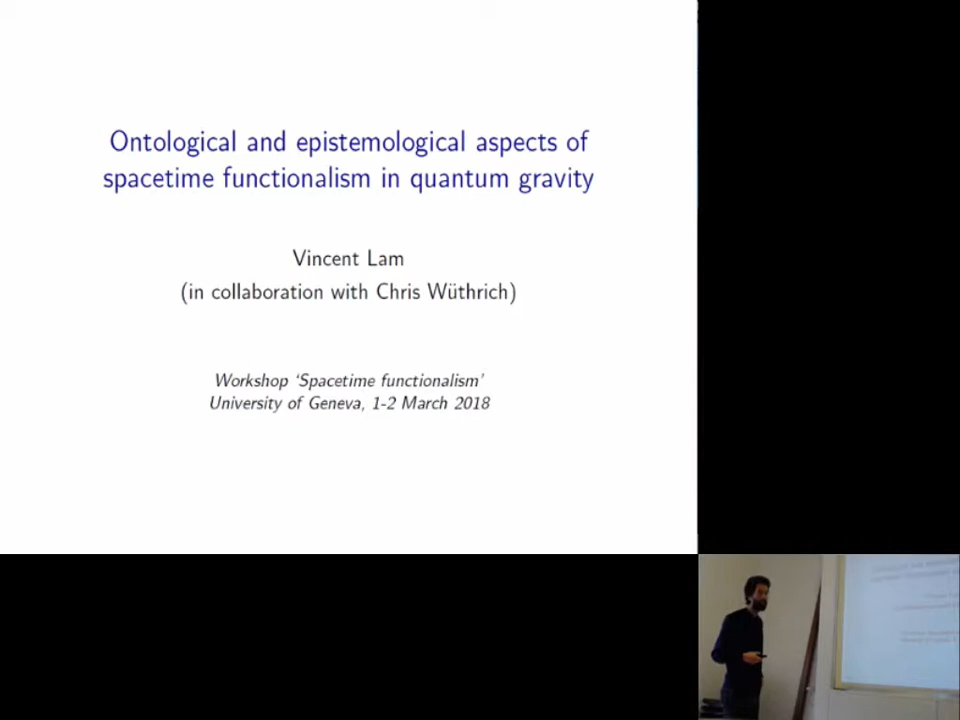 Ontological and epistemological aspects of
spacetime functionalism in quantum gravity
Vincent Lam
(in collaboration with Chris Wüthrich)
Workshop ‘Spacetime functionalism’
University of Geneva, 1-2 March 2018